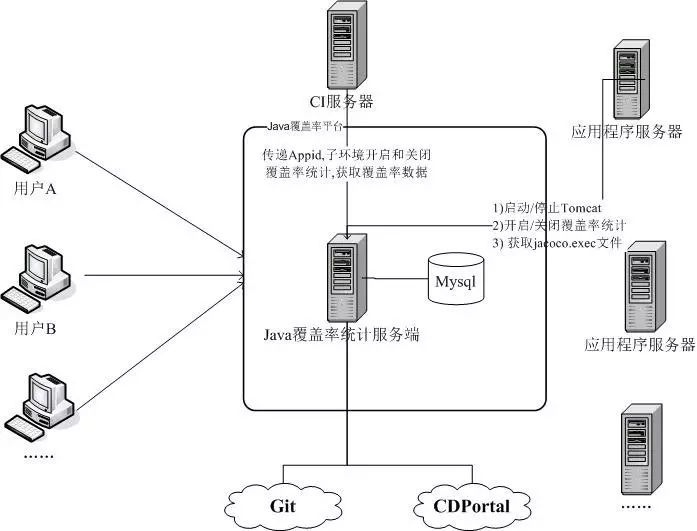 CI服务器
应用程序服务器
Java覆盖率平台
传递Appid,子环境开启和关闭
覆盖率统计,获取覆盖率数据
用户A
1)启动/停止Tomcat
2)开启/关闭覆盖率统计
3) 获取jacoco.exec文件
Mysql
用户B
Java覆盖率统计服务端
应用程序服务器
……
Git
CDPortal
……